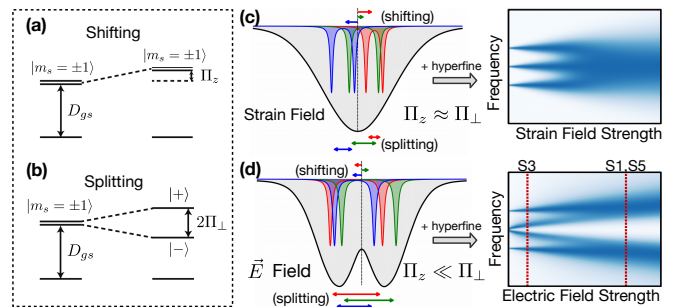 (a)
Shifting
|m_s = ±1⟩
|m_s = ±1⟩
Π_z
D_gs
(b)
Splitting
|m_s = ±1⟩
|+⟩
2Π_⊥
|−⟩
D_gs
(c)
(shifting)
+ hyperfine
Strain Field
Π_z ≈ Π_⊥
(splitting)
Frequency
Strain Field Strength
(d)
(shifting)
+ hyperfine
E⃗ Field
Π_z ≪ Π_⊥
(splitting)
S3
S1,S5
Frequency
Electric Field Strength